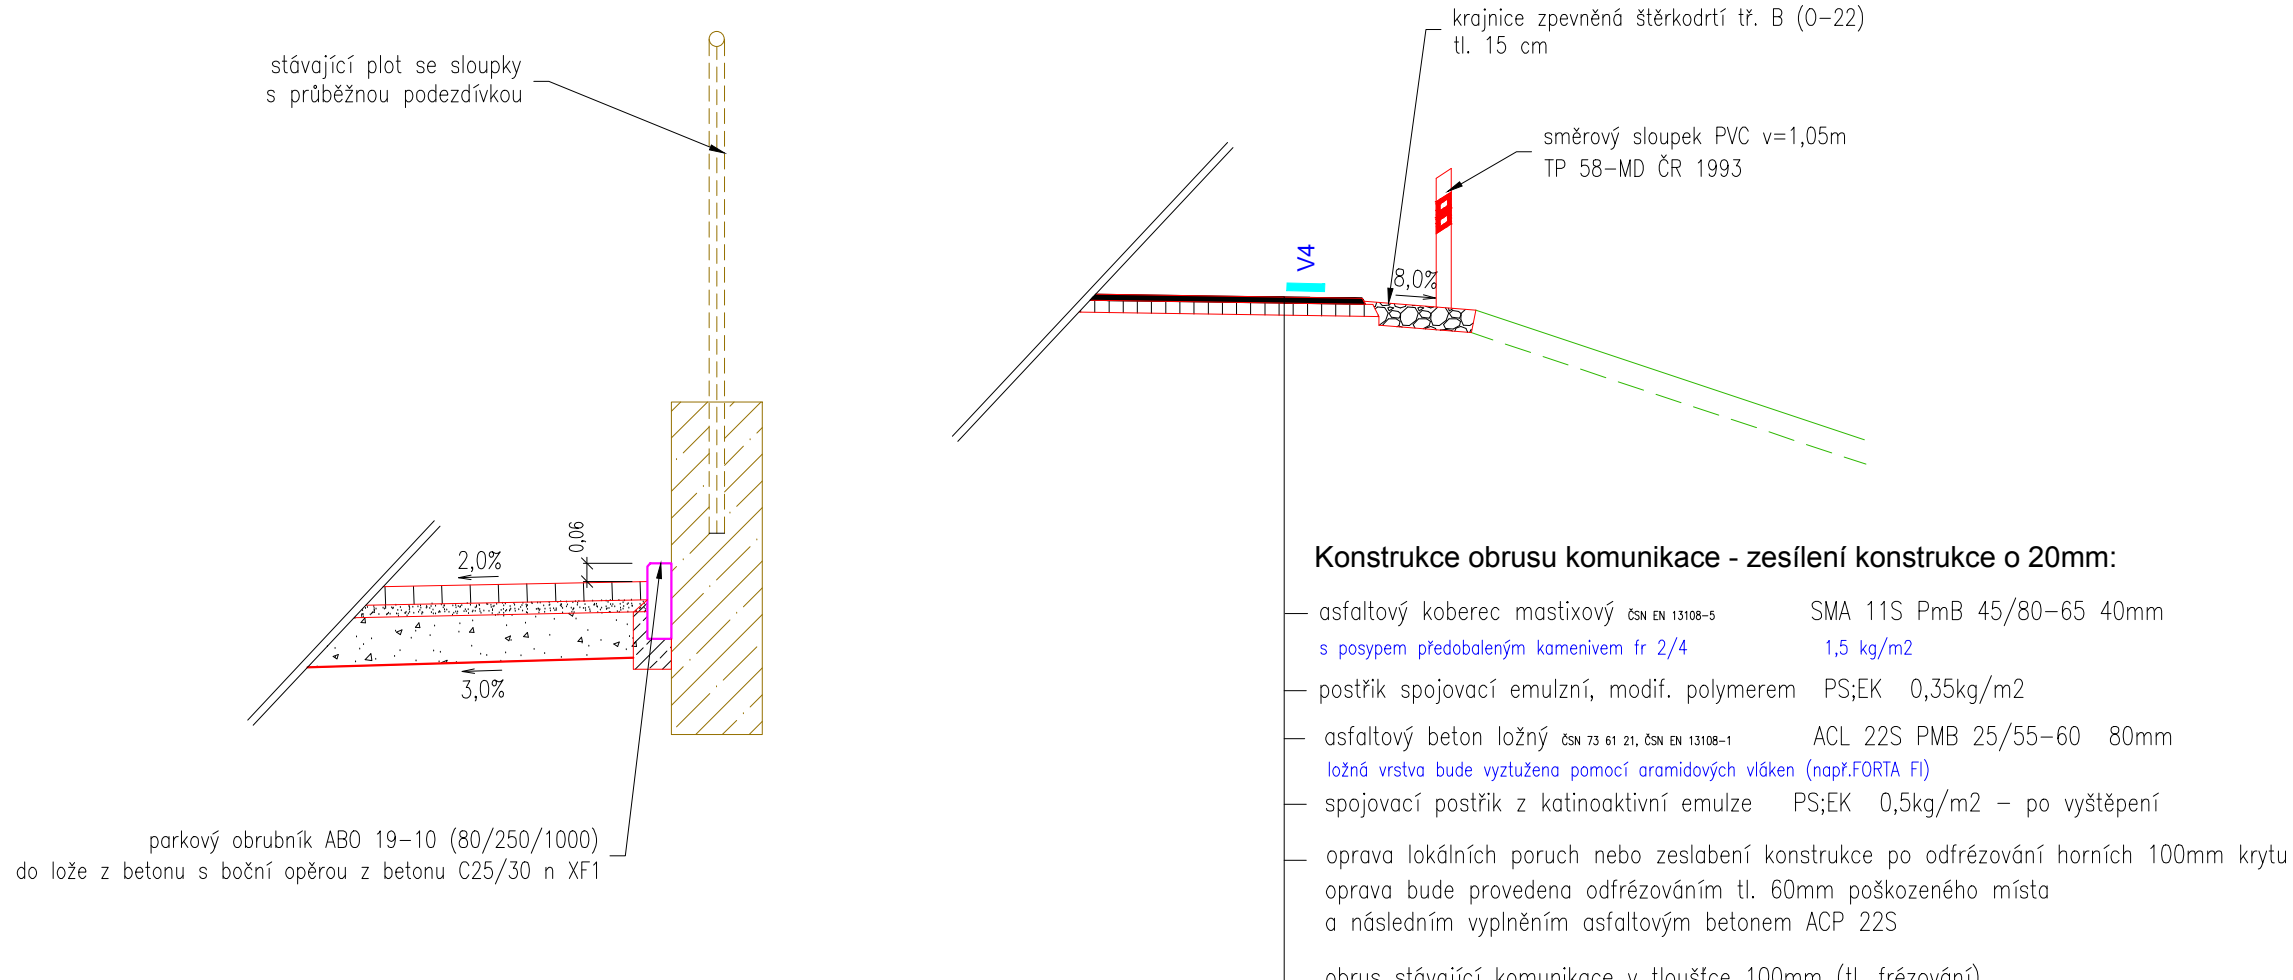 stávající plot se sloupky
s průběžnou podezdívkou
2,0%
0,06
3,0%
parkový obrubník ABO 19-10 (80/250/1000)
do lože z betonu s boční opěrou z betonu C25/30 n XF1
krajnice zpevněná štěrkodrtí tř. B (0-22)
tl. 15 cm
směrový sloupek PVC v=1,05m
TP 58-MD ČR 1993
V4
8,0%
Konstrukce obrusu komunikace - zesílení konstrukce o 20mm:
asfaltový koberec mastixový ČSN EN 13108-5 SMA 11S PmB 45/80-65 40mm
s posypem předobaleným kamenivem fr 2/4 1,5 kg/m2
postřik spojovací emulzní, modif. polymerem PS;EK 0,35kg/m2
asfaltový beton ložný ČSN 73 61 21, ČSN EN 13108-1 ACL 22S PMB 25/55-60 80mm
ložná vrstva bude vyztužena pomocí aramidových vláken (např.FORTA FI)
spojovací postřik z katinoaktivní emulze PS;EK 0,5kg/m2 - po vyštěpení
oprava lokálních poruch nebo zeslabení konstrukce po odfrézování horních 100mm krytu
oprava bude provedena odfrézováním tl. 60mm poškozeného místa
a následním vyplněním asfaltovým betonem ACP 22S
obrus stávající komunikace v tloušťce 100mm (tl. frézování)